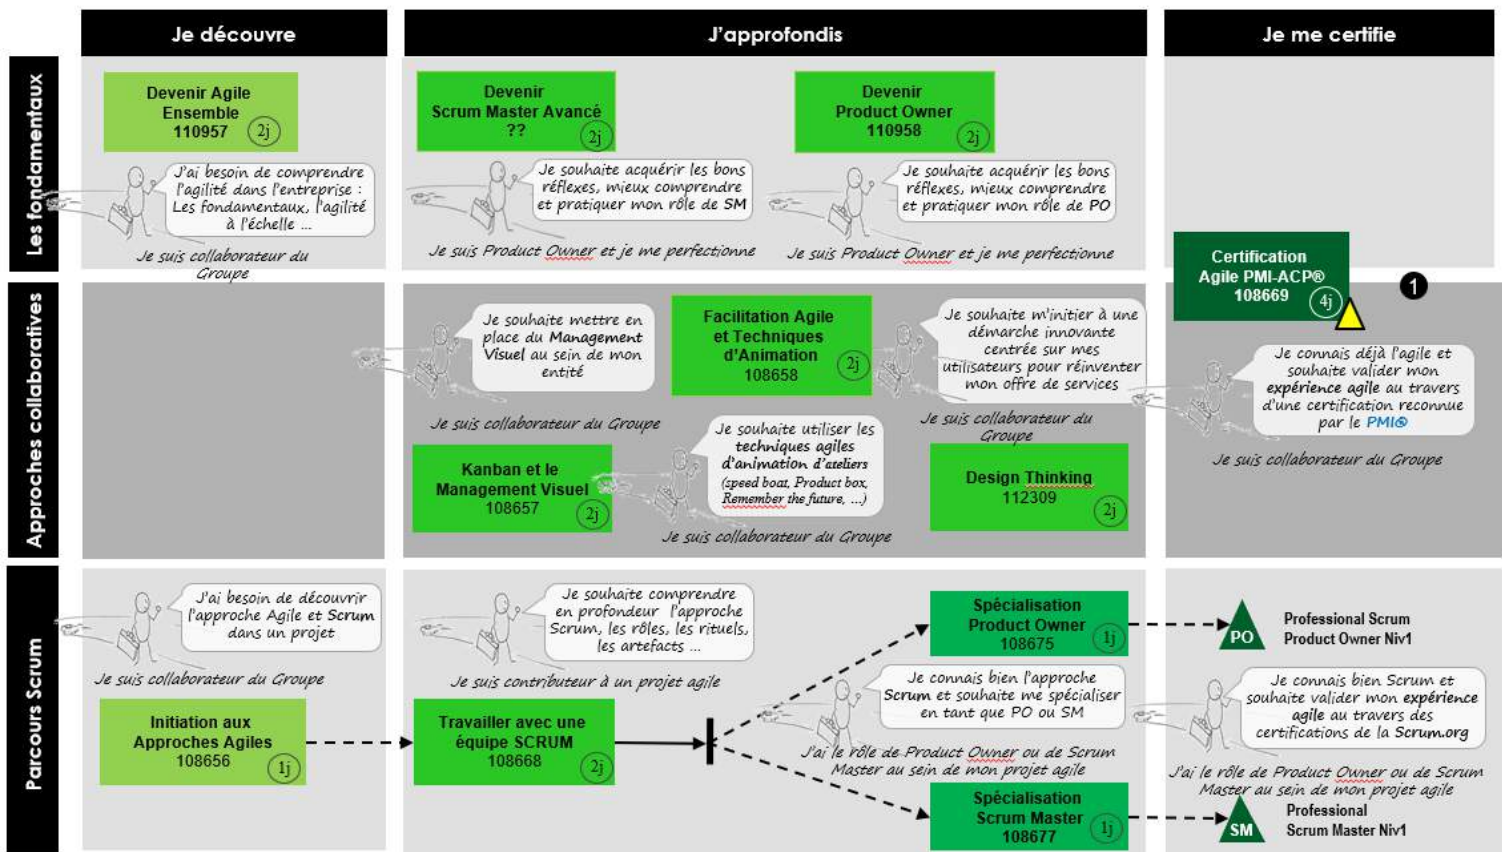 Je découvre
J'approfondis
Je me certifie
Les fondamentaux
Devenir Agile
Ensemble
110957
2j
J'ai besoin de comprendre
l'agilité dans l'entreprise :
Les fondamentaux, l'agilité
à l'échelle ...
Je suis collaborateur du
Groupe
Devenir
Scrum Master Avancé
??
2j
Je souhaite acquérir les bons
réflexes, mieux comprendre
et pratiquer mon rôle de SM
Je suis Product Owner et je me perfectionne
Devenir
Product Owner
110958
2j
Je souhaite acquérir les bons
réflexes, mieux comprendre
et pratiquer mon rôle de PO
Je suis Product Owner et je me perfectionne
Certification
Agile PMI-ACP®
108669
4j
1
Approches collaboratives
Je souhaite mettre en
place du Management
Visuel au sein de mon
entité
Je suis collaborateur du Groupe
Facilitation Agile
et Techniques
d'Animation
108658
2j
Je souhaite m'initier à une
démarche innovante
centrée sur mes
utilisateurs pour réinventer
mon offre de services
Je suis collaborateur du
Groupe
Je connais déjà l'agile et
souhaite valider mon
expérience agile au travers
d'une certification reconnue
par le PMI®
Je suis collaborateur du Groupe
Kanban et le
Management Visuel
108657
2j
Je souhaite utiliser les
techniques agiles
d'animation d'ateliers
(speed boat, Product box,
Remember the future, ...)
Je suis collaborateur du Groupe
Design Thinking
112309
2j
Parcours Scrum
J'ai besoin de découvrir
l'approche Agile et Scrum
dans un projet
Je suis collaborateur du Groupe
Initiation aux
Approches Agiles
108656
1j
Je souhaite comprendre
en profondeur l'approche
Scrum, les rôles, les rituels,
les artefacts ...
Je suis contributeur à un projet agile
Travailler avec une
équipe SCRUM
108668
2j
Spécialisation
Product Owner
108675
1j
Je connais bien l'approche
Scrum et souhaite me spécialiser
en tant que PO ou SM
J'ai le rôle de Product Owner ou de Scrum
Master au sein de mon projet agile
Spécialisation
Scrum Master
108677
1j
PO
Professional Scrum
Product Owner Niv1
Je connais bien Scrum et
souhaite valider mon expérience
agile au travers des
certifications de la Scrum.org
J'ai le rôle de Product Owner ou de Scrum
Master au sein de mon projet agile
SM
Professional
Scrum Master Niv1